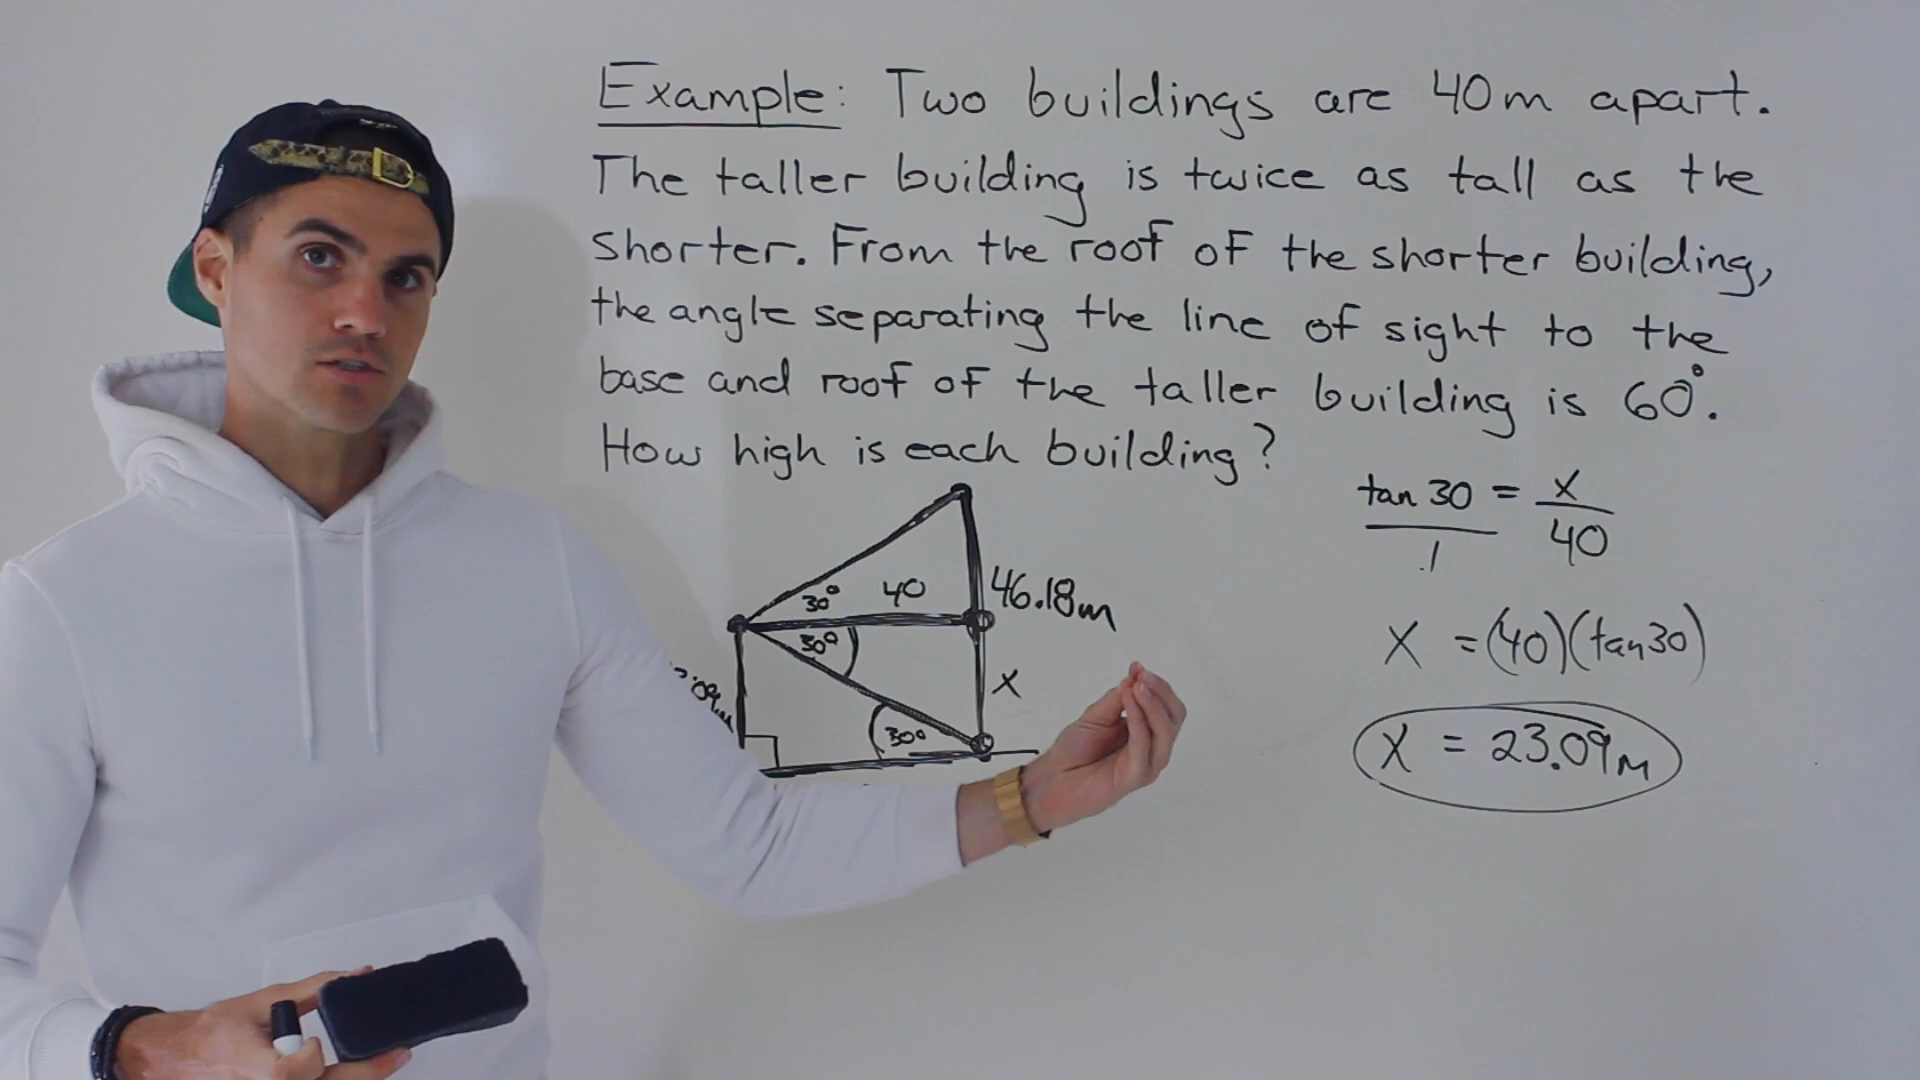 Example: Two buildings are 40m apart.
The taller building is twice as tall as the
shorter. From the roof of the shorter building,
the angle separating the line of sight to the
base and roof of the taller building is 60°.
How high is each building?
tan 30 = x
1 40
30° 40 46.18m
30°
x
.09m
30°
x = (40)(tan30)
x = 23.09m